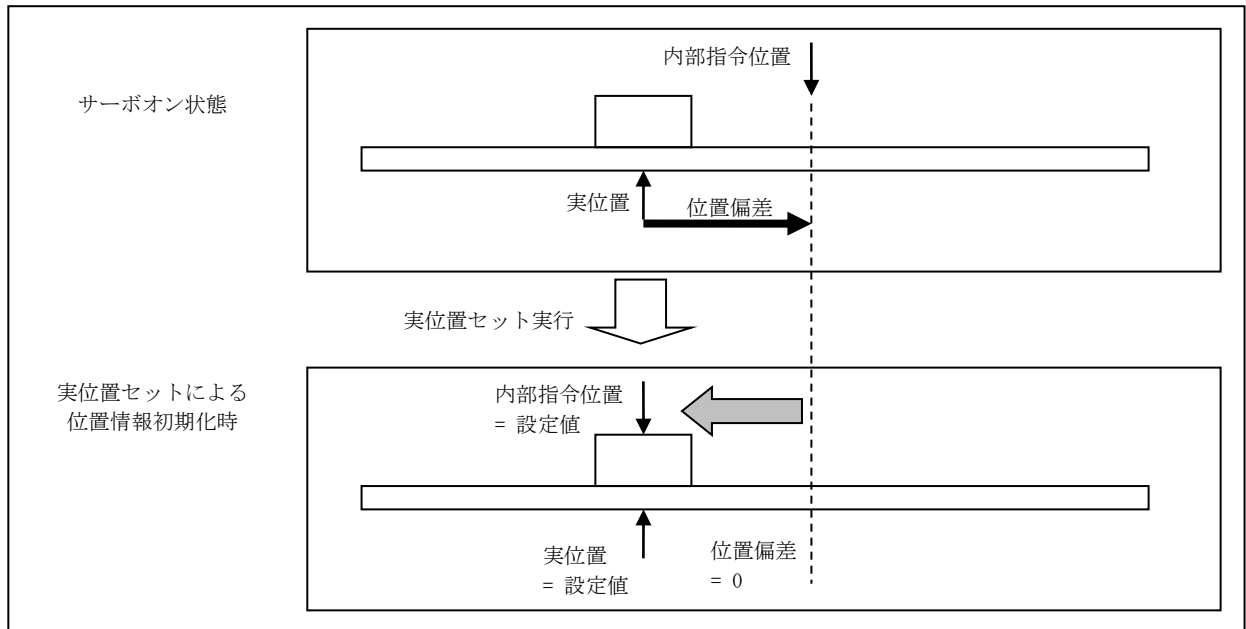 内部指令位置
サーボオン状態
実位置
位置偏差
実位置セット実行
実位置セットによる
位置情報初期化時
内部指令位置
= 設定値
実位置
= 設定値
位置偏差
= 0